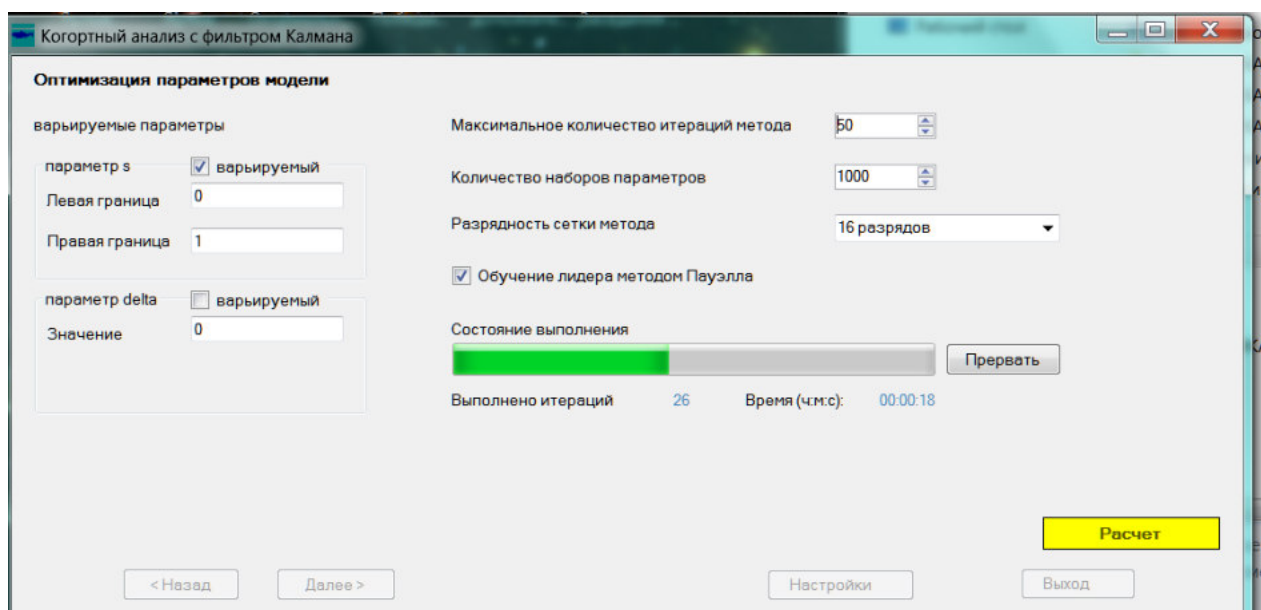 Когортный анализ с фильтром Калмана
Оптимизация параметров модели
варьируемые параметры
параметр s варьируемый
Левая граница 0
Правая граница 1
параметр delta варьируемый
Значение 0
Максимальное количество итераций метода 50
Количество наборов параметров 1000
Разрядность сетки метода 16 разрядов
Обучение лидера методом Пауэлла
Состояние выполнения
Прервать
Выполнено итераций 26 Время (ч:м:с): 00:00:18
Расчет
< Назад Далее > Настройки Выход